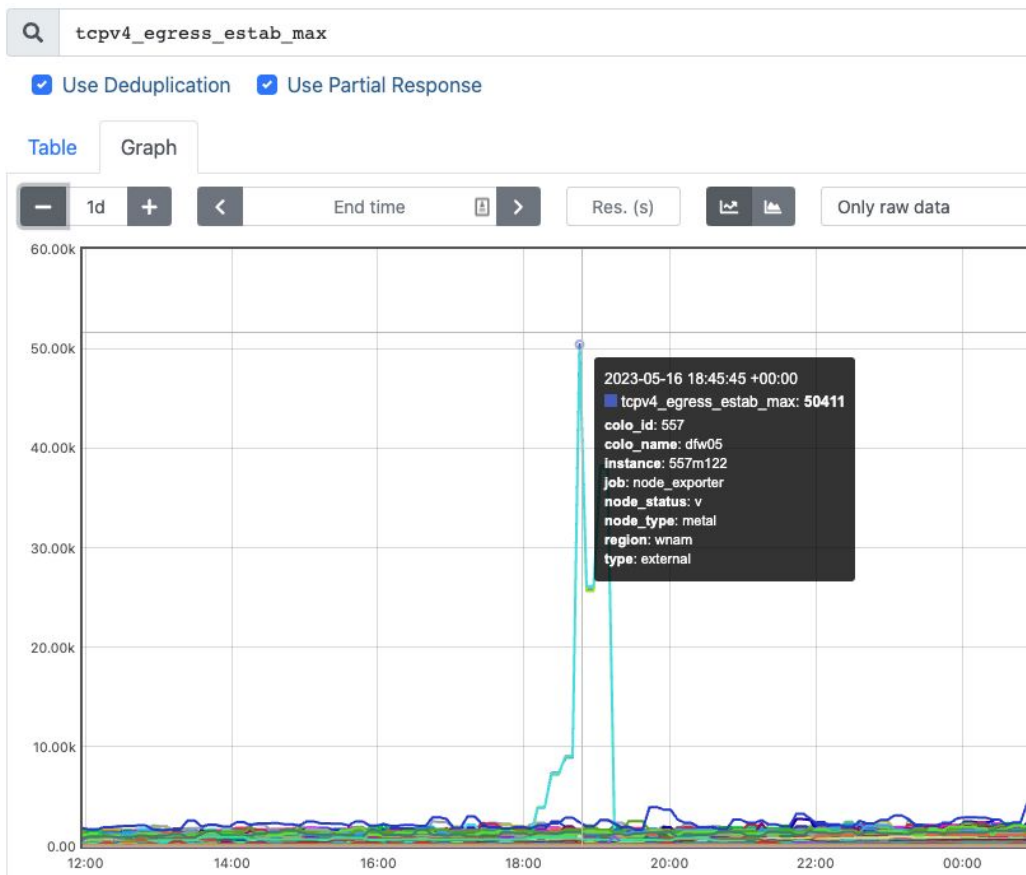 tcpv4_egress_estab_max
Use Deduplication Use Partial Response
Table Graph
1d End time Res. (s) Only raw data
60.00k
50.00k
2023-05-16 18:45:45 +00:00
tcpv4_egress_estab_max: 50411
colo_id: 557
colo_name: dfw05
40.00k
instance: 557m122
job: node_exporter
node_status: v
node_type: metal
region: wnam
30.00k
type: external
20.00k
10.00k
0.00
12:00 14:00 16:00 18:00 20:00 22:00 00:00